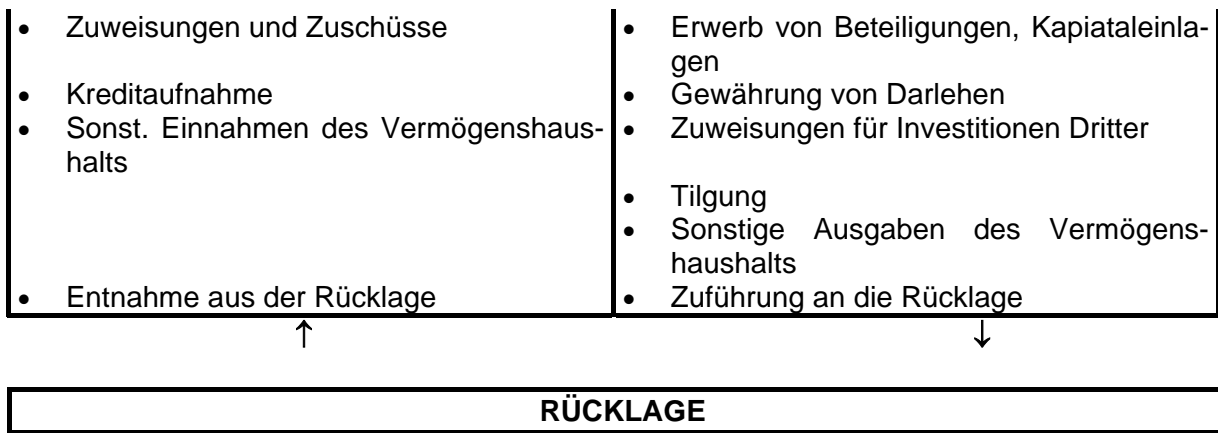 • Zuweisungen und Zuschüsse
• Kreditaufnahme
• Sonst. Einnahmen des Vermögenshaus-
halts
• Entnahme aus der Rücklage
• Erwerb von Beteiligungen, Kapiataleinla-
gen
• Gewährung von Darlehen
• Zuweisungen für Investitionen Dritter
• Tilgung
• Sonstige Ausgaben des Vermögens-
haushalts
• Zuführung an die Rücklage
↑ ↓
RÜCKLAGE